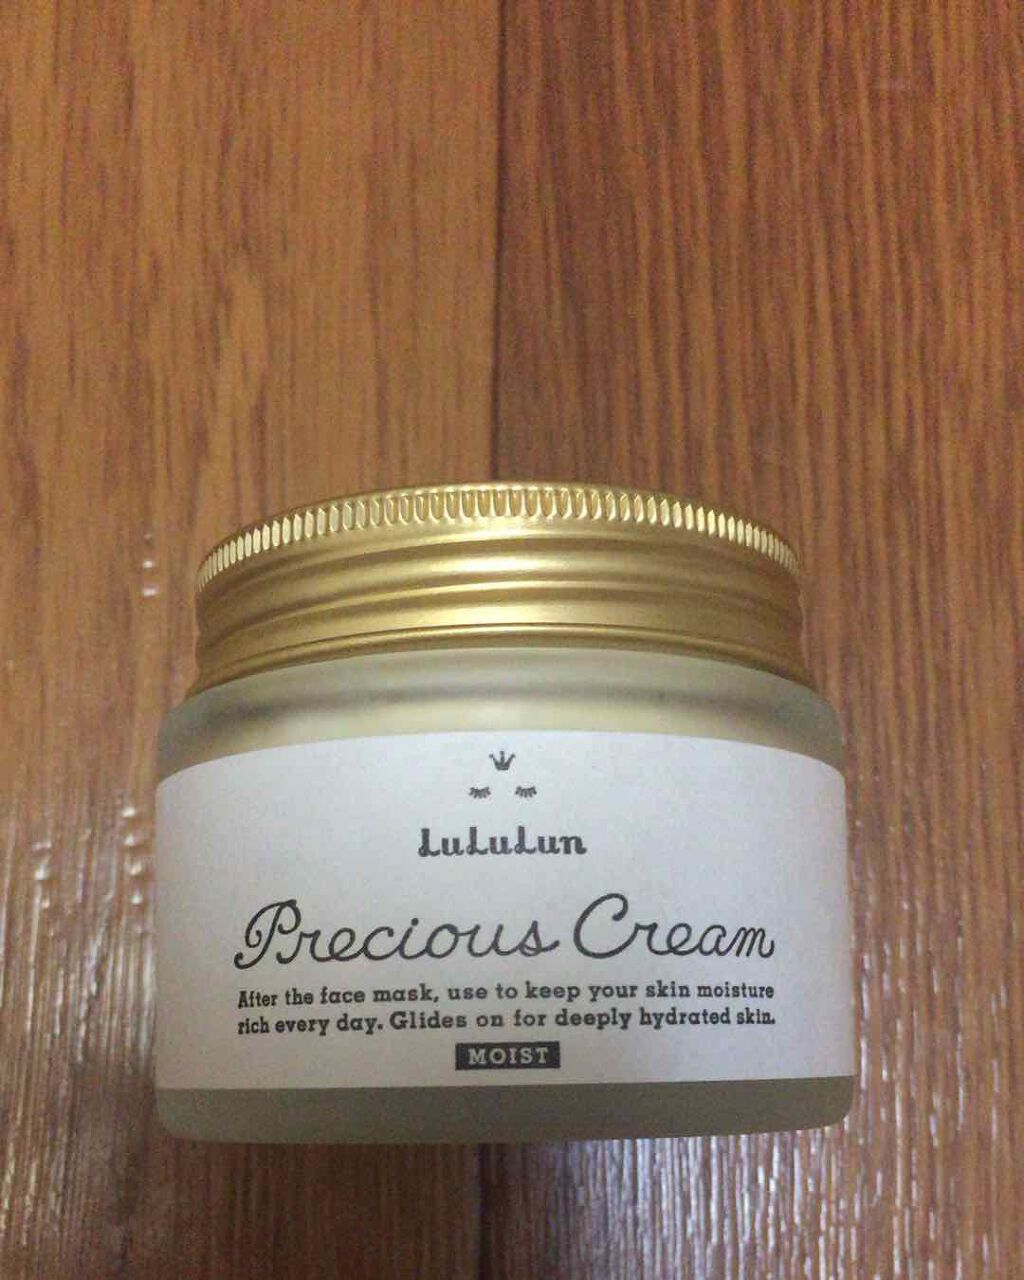 LuLuLun
Precious Cream
After the face mask, use to keep your skin moisture
rich every day. Glides on for deeply hydrated skin.
MOIST